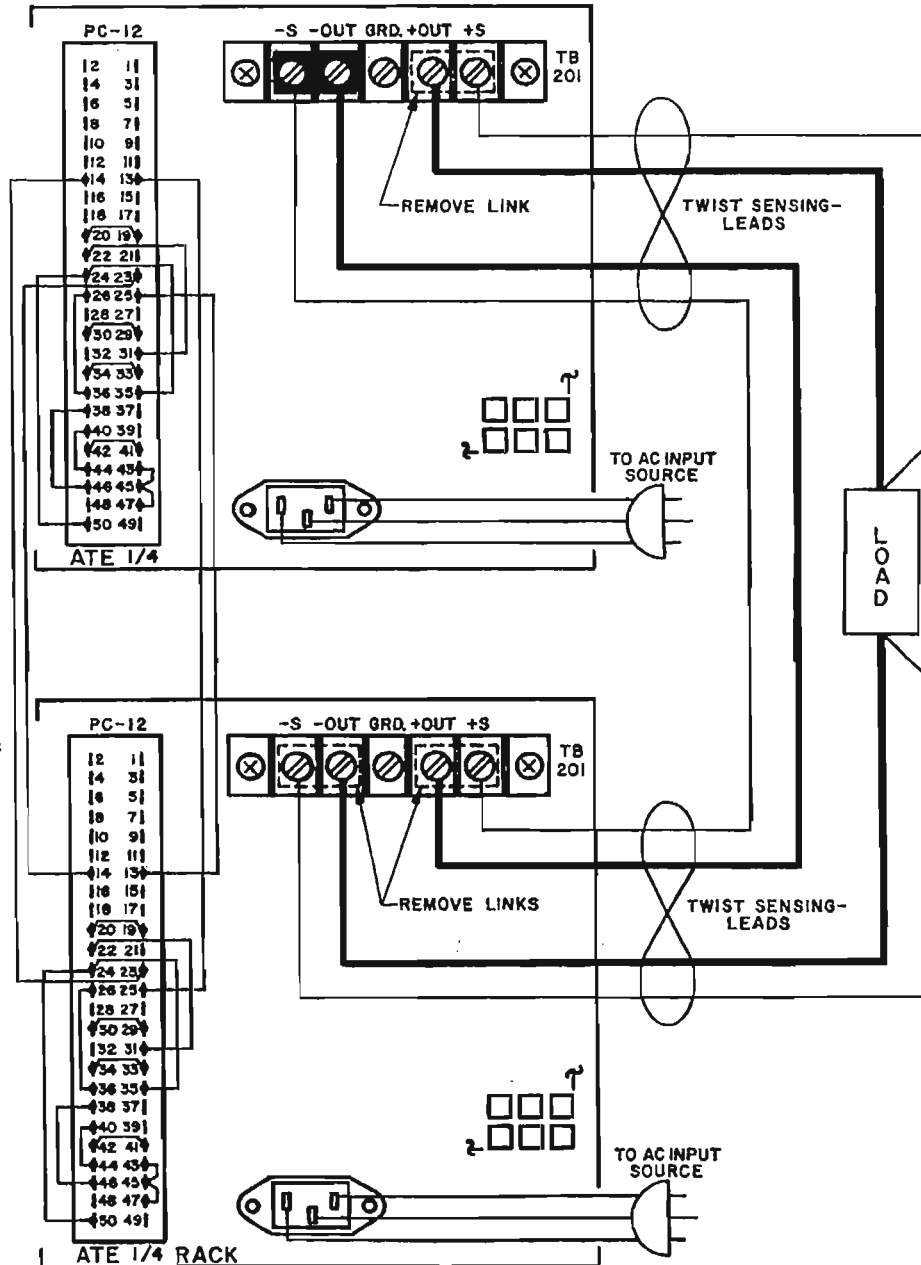 PC-12
-S -OUT GRD. +OUT +S
TB
201
2 1
4 3
6 5
8 7
10 9
12 11
14 13
16 15
18 17
20 19
22 21
24 23
26 25
28 27
30 29
32 31
34 33
36 35
38 37
40 39
42 41
44 43
46 45
48 47
50 49
ATE 1/4
REMOVE LINK
TWIST SENSING-
LEADS
TO AC INPUT
SOURCE
LOAD
PC-12
-S -OUT GRD. +OUT +S
TB
201
2 1
4 3
6 5
8 7
10 9
12 11
14 13
16 15
18 17
20 19
22 21
24 23
26 25
28 27
30 29
32 31
34 33
36 35
38 37
40 39
42 41
44 43
46 45
48 47
50 49
ATE 1/4 RACK
REMOVE LINKS
TWIST SENSING-
LEADS
TO AC INPUT
SOURCE